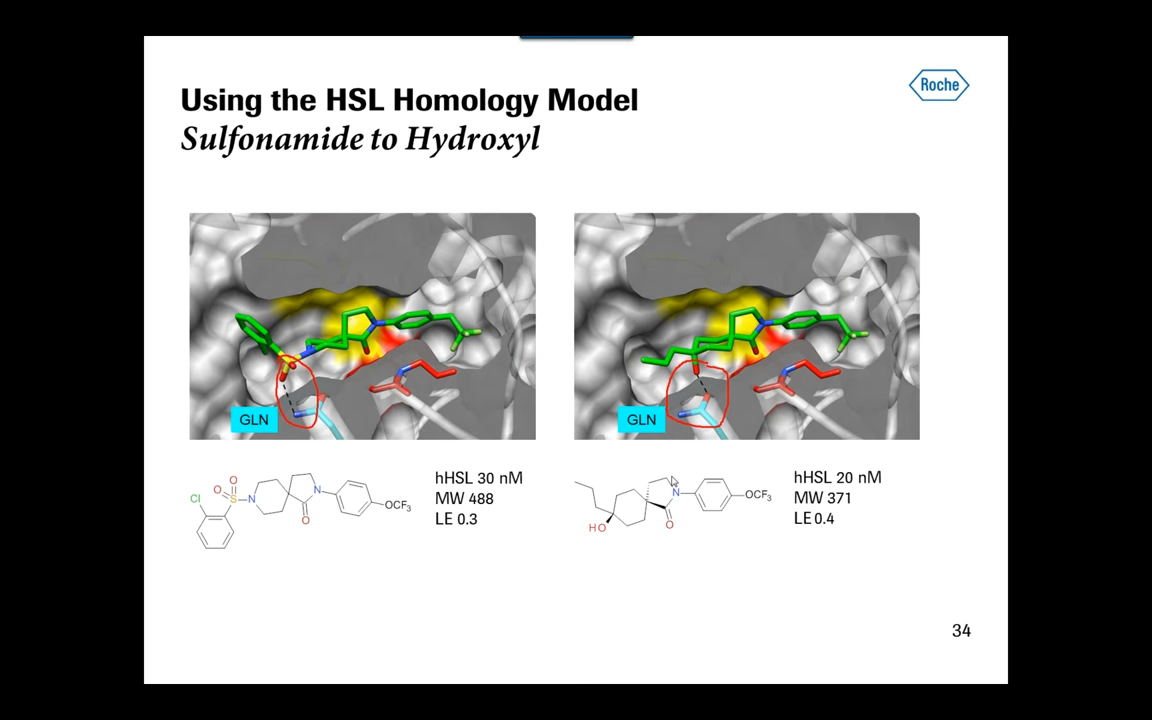 Roche
Using the HSL Homology Model
Sulfonamide to Hydroxyl
GLN
GLN
Cl
O
O
S
N
N
O
OCF₃
hHSL 30 nM
MW 488
LE 0.3
HO
N
O
OCF₃
hHSL 20 nM
MW 371
LE 0.4
34